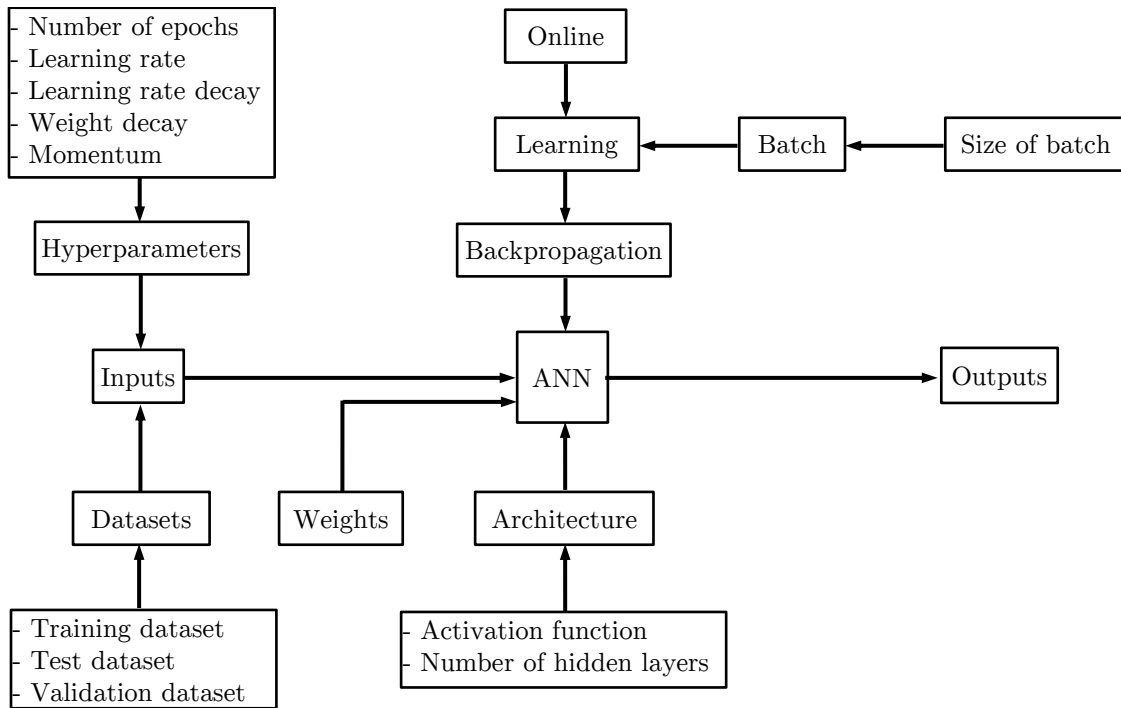 - Number of epochs
- Learning rate
- Learning rate decay
- Weight decay
- Momentum
Online
Learning
Batch
Size of batch
Hyperparameters
Backpropagation
Inputs
ANN
Outputs
Datasets
Weights
Architecture
- Training dataset
- Test dataset
- Validation dataset
- Activation function
- Number of hidden layers